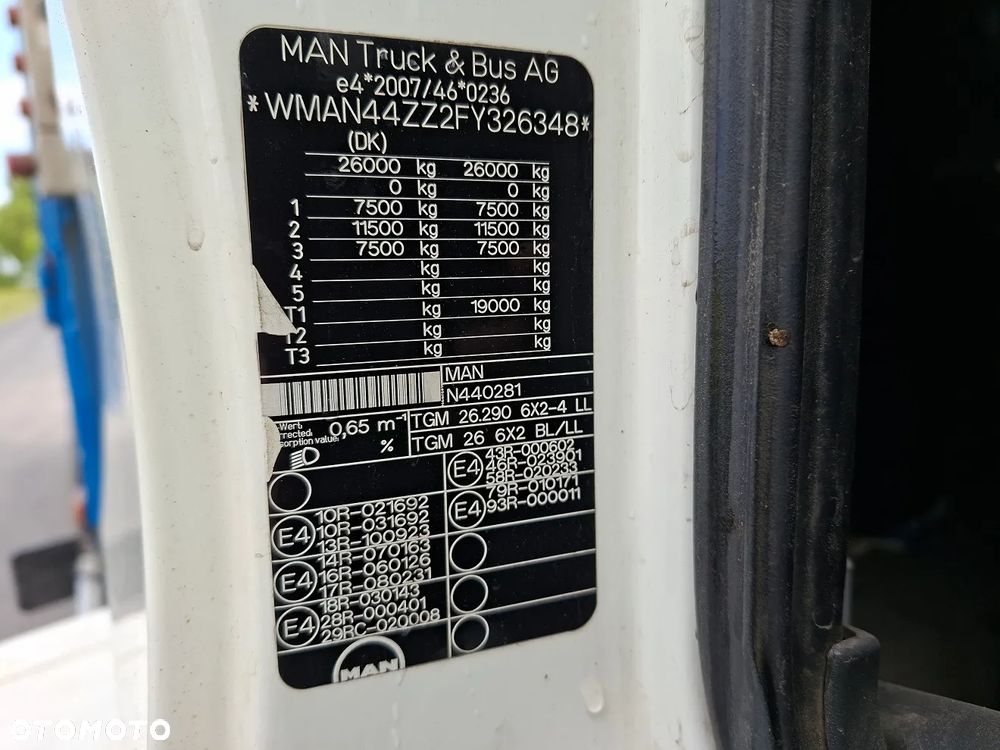 MAN Truck & Bus AG
e4*2007/46*0236
*WMAN44ZZ2FY326348*
(DK)
26000 kg 26000 kg
0 kg 0 kg
1 7500 kg 7500 kg
2 11500 kg 11500 kg
3 7500 kg 7500 kg
4 kg kg
5 kg kg
T1 kg 19000 kg
T2 kg kg
T3 kg kg
MAN
N440281
-Wert,
rrected
sorption value: 0,65 m⁻¹
, %
TGM 26.290 6X2-4 LL
TGM 26 6X2 BL/LL
E4
43R-000602
46R-023901
58R-020233
E4
79R-010171
93R-000011
E4
10R-021692
10R-031692
13R-100923
E4
14R-070163
16R-060126
17R-080231
E4
18R-030143
28R-000401
29RC-020008
MAN
OTOMOTO